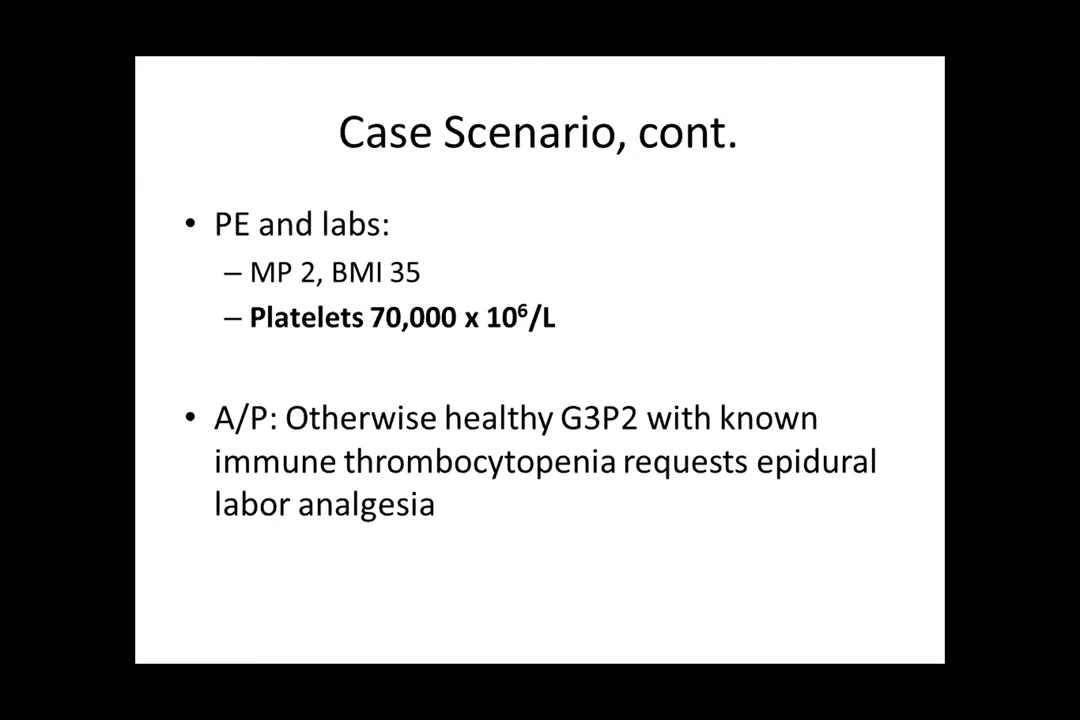 Case Scenario, cont.
• PE and labs:
– MP 2, BMI 35
– Platelets 70,000 x 10⁶/L
• A/P: Otherwise healthy G3P2 with known
immune thrombocytopenia requests epidural
labor analgesia